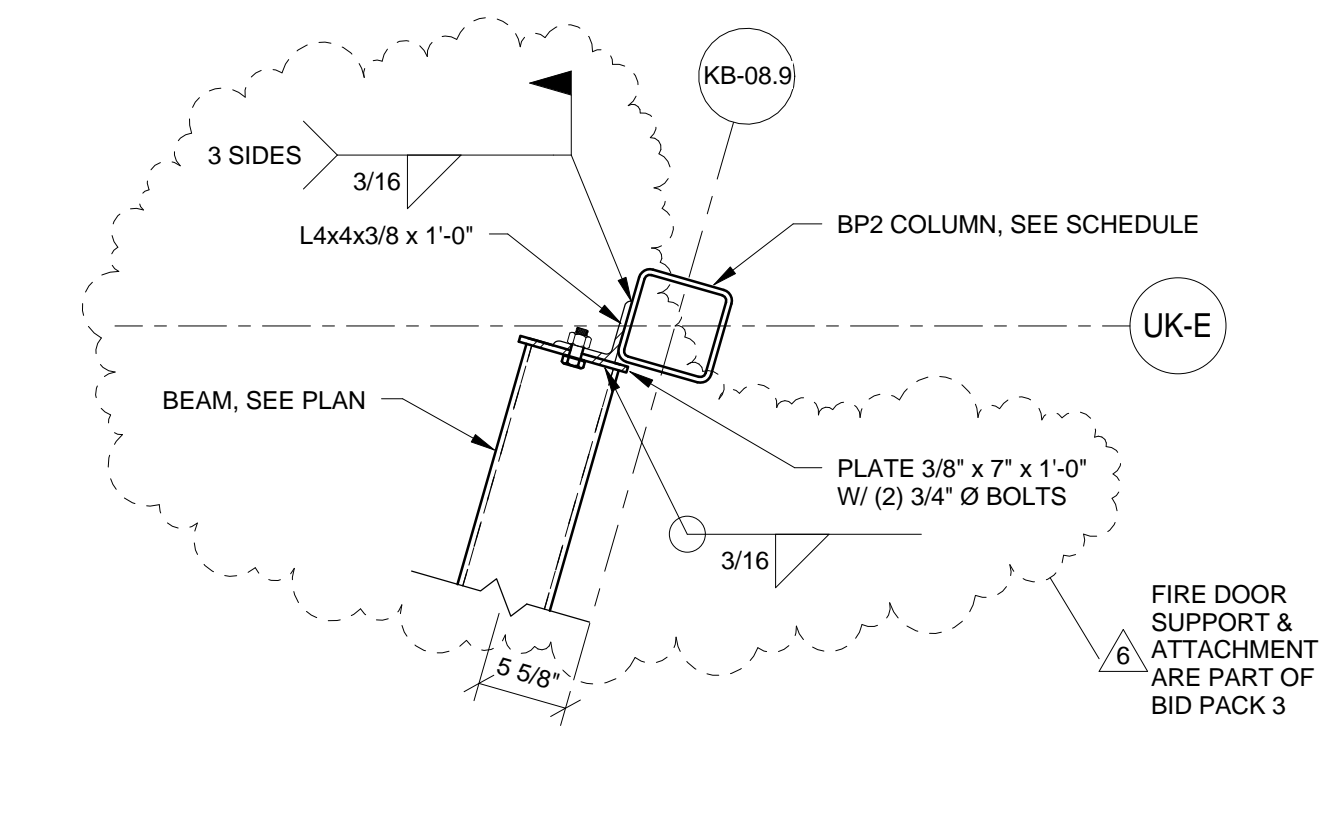 KB-08.9
3 SIDES
3/16
L4x4x3/8 x 1'-0"
BP2 COLUMN, SEE SCHEDULE
UK-E
BEAM, SEE PLAN
PLATE 3/8" x 7" x 1'-0"
W/ (2) 3/4" Ø BOLTS
3/16
5 5/8"
6
FIRE DOOR
SUPPORT &
ATTACHMENT
ARE PART OF
BID PACK 3